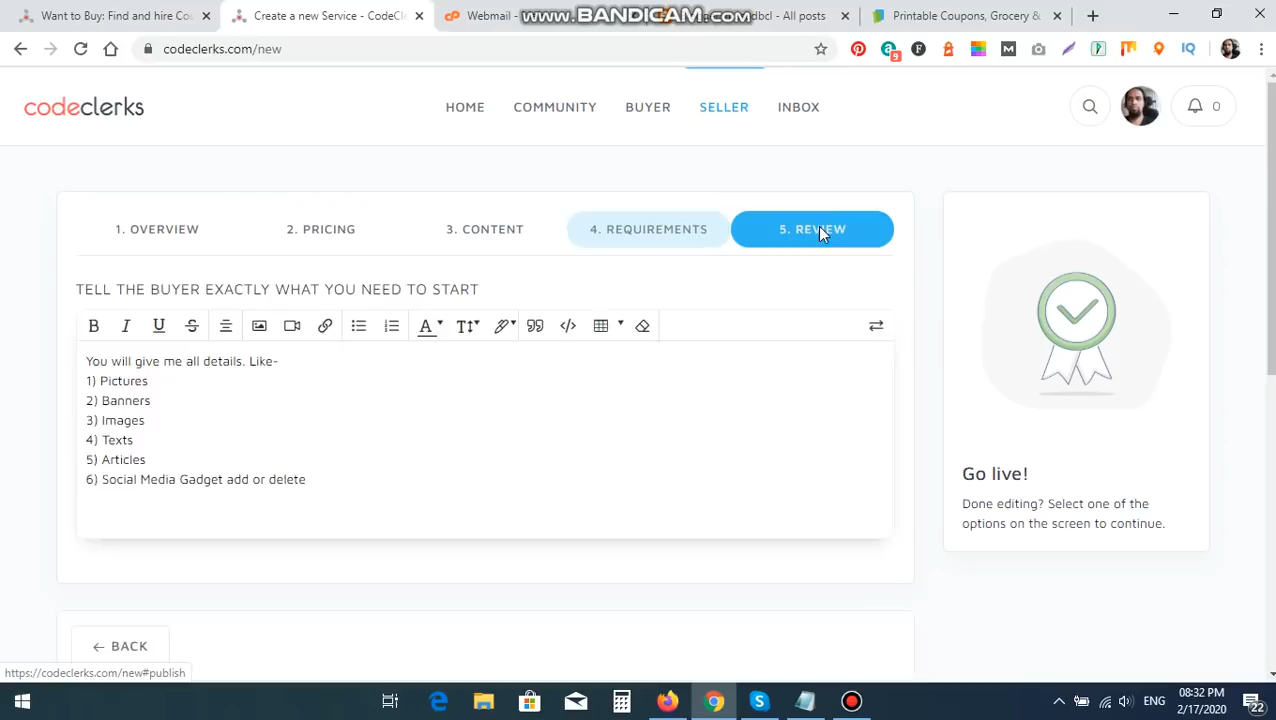 Want to Buy: Find and hire Cou
Create a new Service - CodeCle
Webmail -
www.BANDICAM.com
dbcl - All posts
Printable Coupons, Grocery &
codeclerks.com/new
9
IQ
codeclerks
HOME
COMMUNITY
BUYER
SELLER
INBOX
0
1. OVERVIEW
2. PRICING
3. CONTENT
4. REQUIREMENTS
5. REVIEW
TELL THE BUYER EXACTLY WHAT YOU NEED TO START
You will give me all details. Like-
1) Pictures
2) Banners
3) Images
4) Texts
5) Articles
6) Social Media Gadget add or delete
Go live!
Done editing? Select one of the
options on the screen to continue.
BACK
https://codeclerks.com/new#publish
ENG
08:32 PM
2/17/2020
22